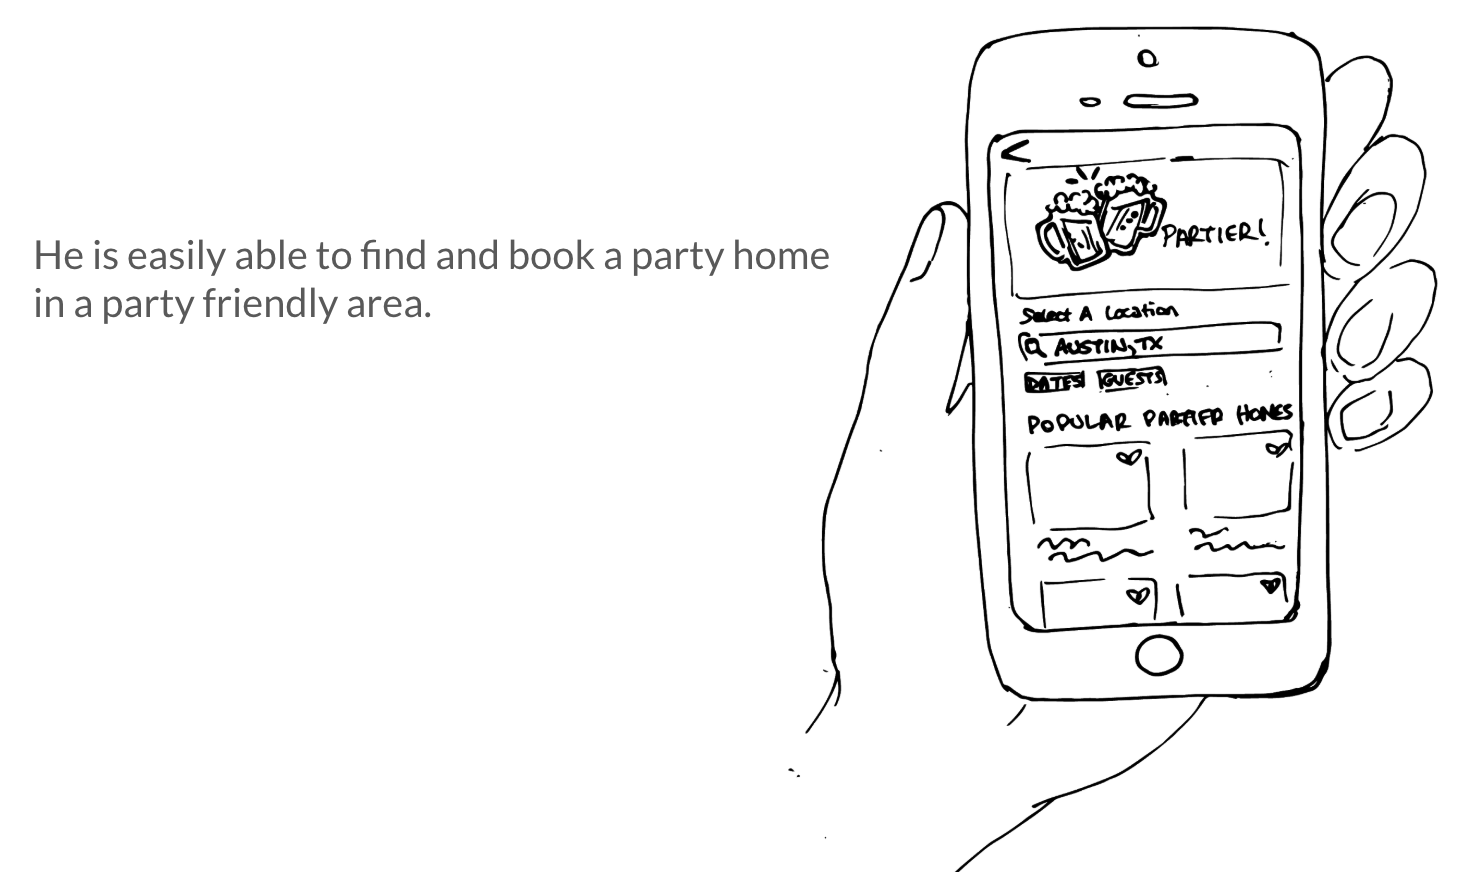 He is easily able to find and book a party home
in a party friendly area.
PARTIER!
Select A Location
AUSTIN, TX
DATES GUESTS
POPULAR PARTIER HOMES